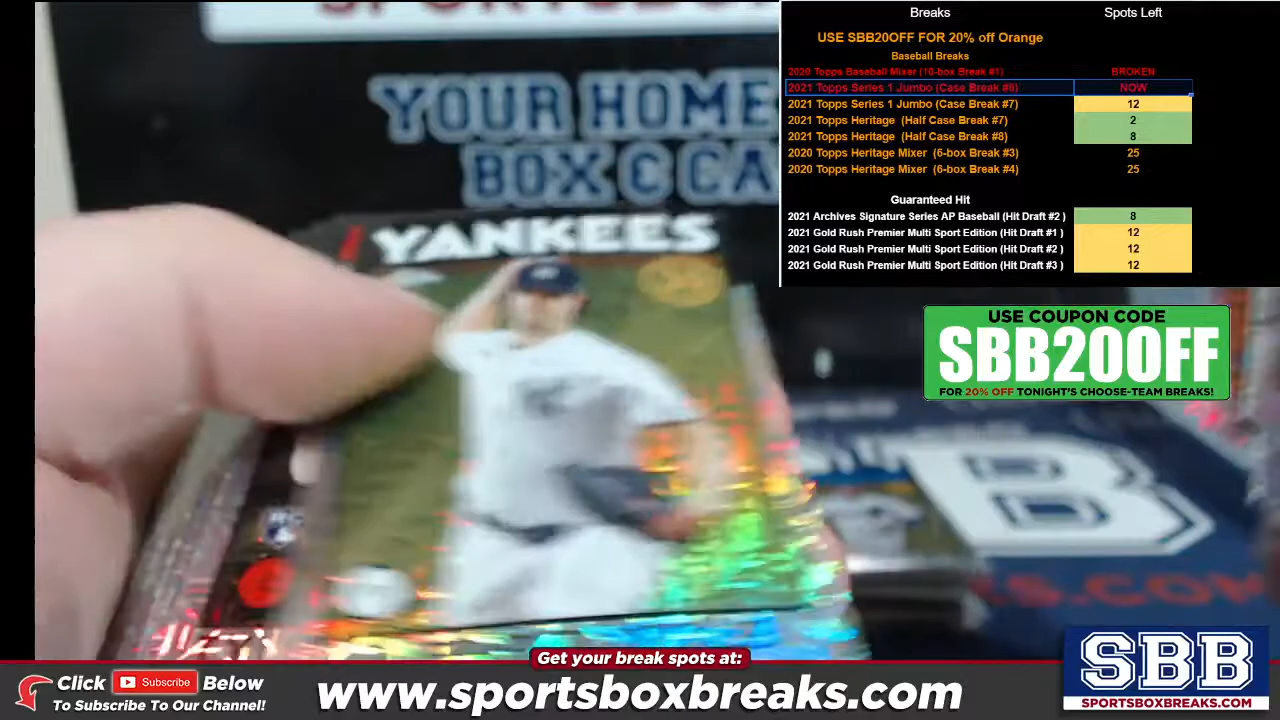 YOUR HOME
BOX C CA
YANKEES
B
S.COM
Breaks Spots Left
USE SBB20OFF FOR 20% off Orange
Baseball Breaks
2020 Topps Baseball Mixer (10-box Break #1) BROKEN
2021 Topps Series 1 Jumbo (Case Break #6) NOW
2021 Topps Series 1 Jumbo (Case Break #7) 12
2021 Topps Heritage (Half Case Break #7) 2
2021 Topps Heritage (Half Case Break #8) 8
2020 Topps Heritage Mixer (6-box Break #3) 25
2020 Topps Heritage Mixer (6-box Break #4) 25
Guaranteed Hit
2021 Archives Signature Series AP Baseball (Hit Draft #2 ) 8
2021 Gold Rush Premier Multi Sport Edition (Hit Draft #1 ) 12
2021 Gold Rush Premier Multi Sport Edition (Hit Draft #2 ) 12
2021 Gold Rush Premier Multi Sport Edition (Hit Draft #3 ) 12
USE COUPON CODE
SBB20OFF
FOR 20% OFF TONIGHT'S CHOOSE-TEAM BREAKS!
Get your break spots at:
Click Subscribe Below
To Subscribe To Our Channel!
www.sportsboxbreaks.com
SBB
SPORTSBOXBREAKS.COM